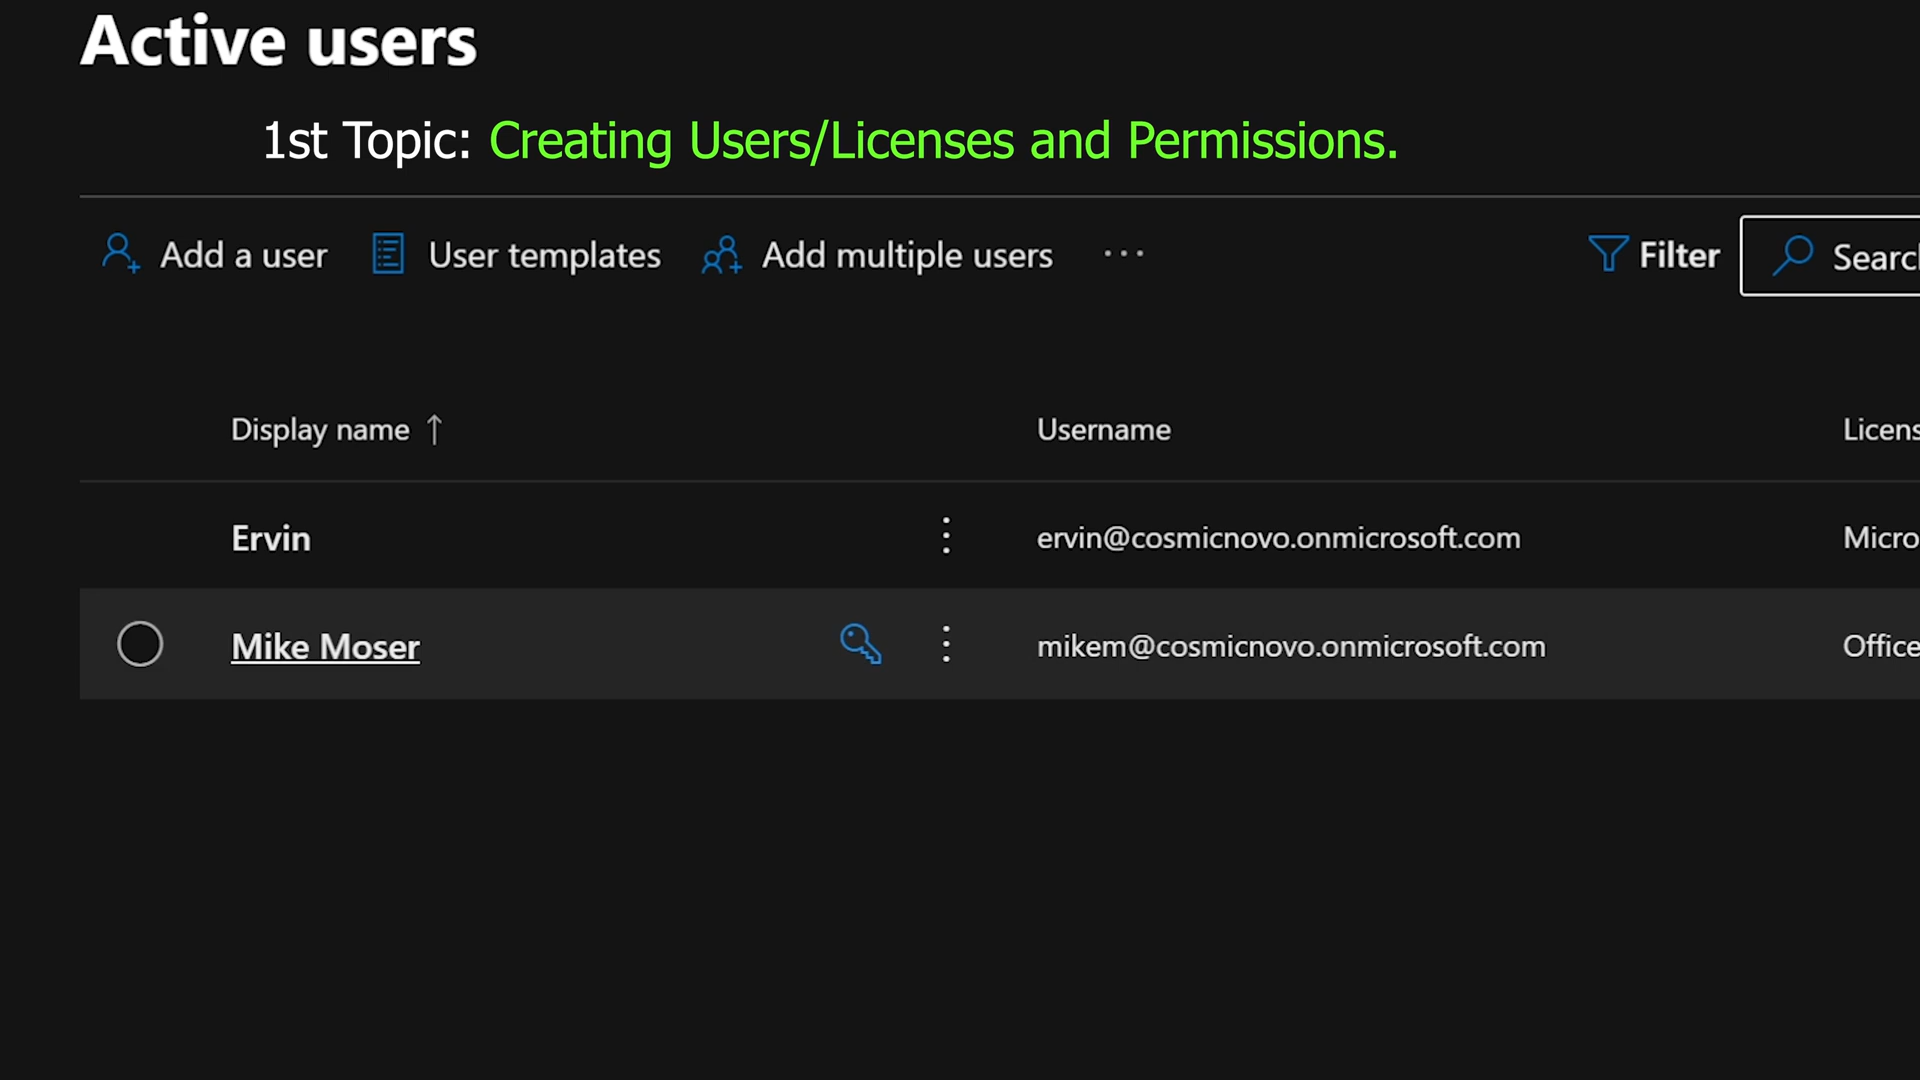 Active users
1st Topic: Creating Users/Licenses and Permissions.
Add a user User templates Add multiple users ... Filter Search
Display name ↑ Username Licens
Ervin ervin@cosmicnovo.onmicrosoft.com Micro
Mike Moser mikem@cosmicnovo.onmicrosoft.com Office